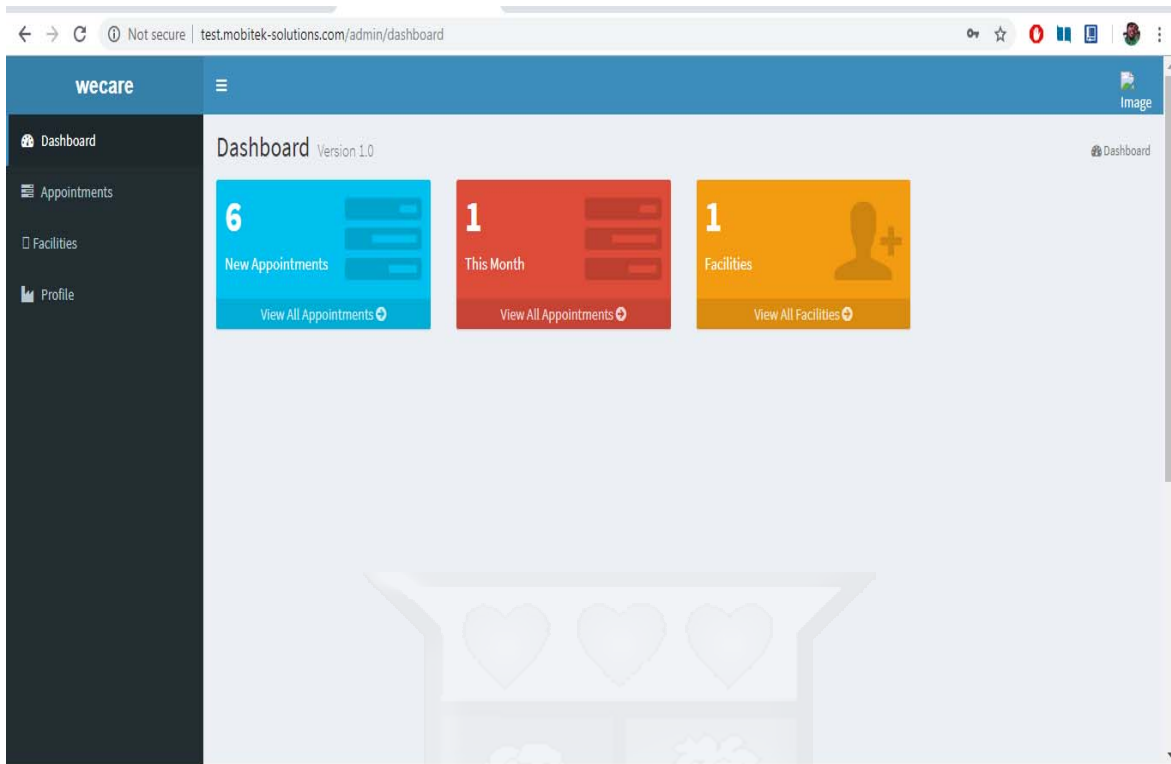 Not secure | test.mobitek-solutions.com/admin/dashboard
wecare
Image
Dashboard
Appointments
Facilities
Profile
Dashboard Version 1.0
Dashboard
6
New Appointments
View All Appointments
1
This Month
View All Appointments
1
Facilities
View All Facilities